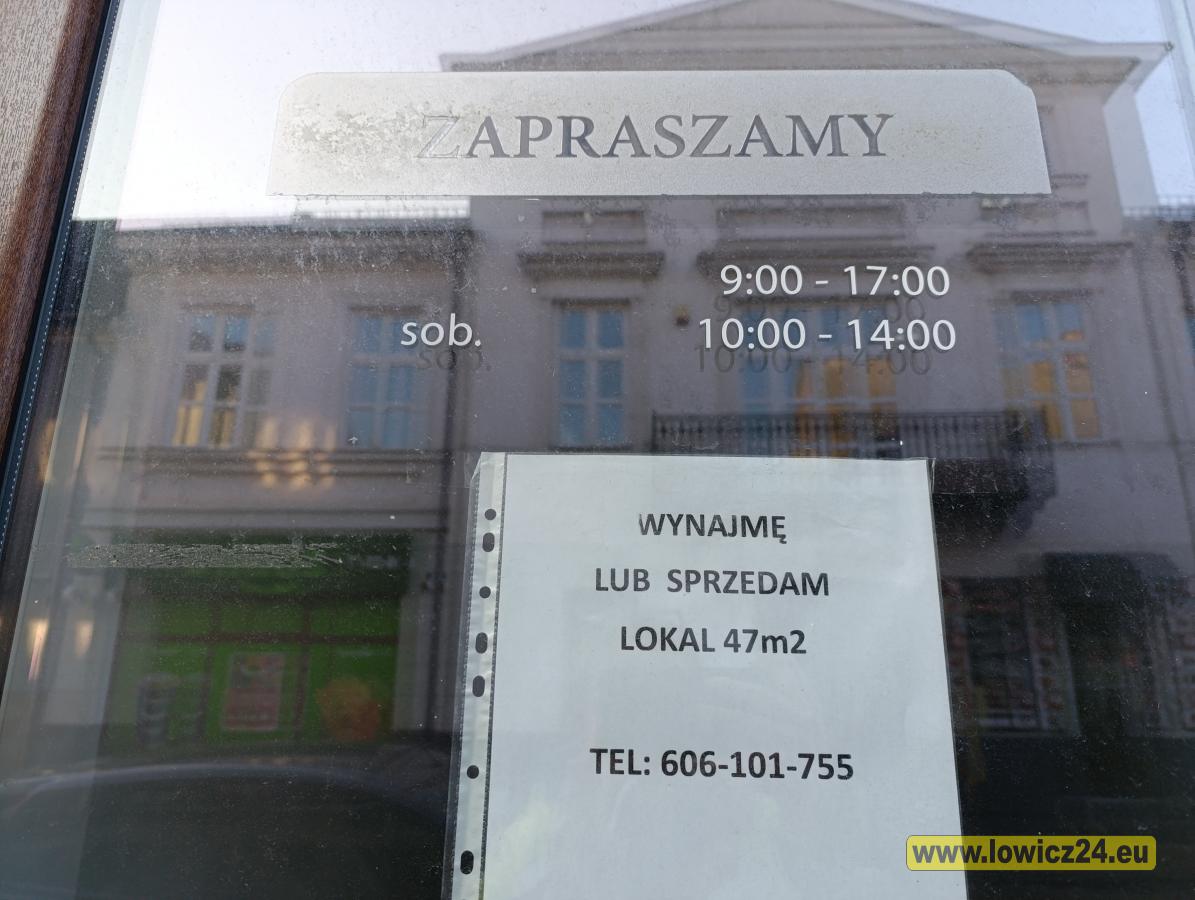 ZAPRASZAMY
9:00 - 17:00
sob. 10:00 - 14:00
WYNAJMĘ
LUB SPRZEDAM
LOKAL 47m2
TEL: 606-101-755
www.lowicz24.eu